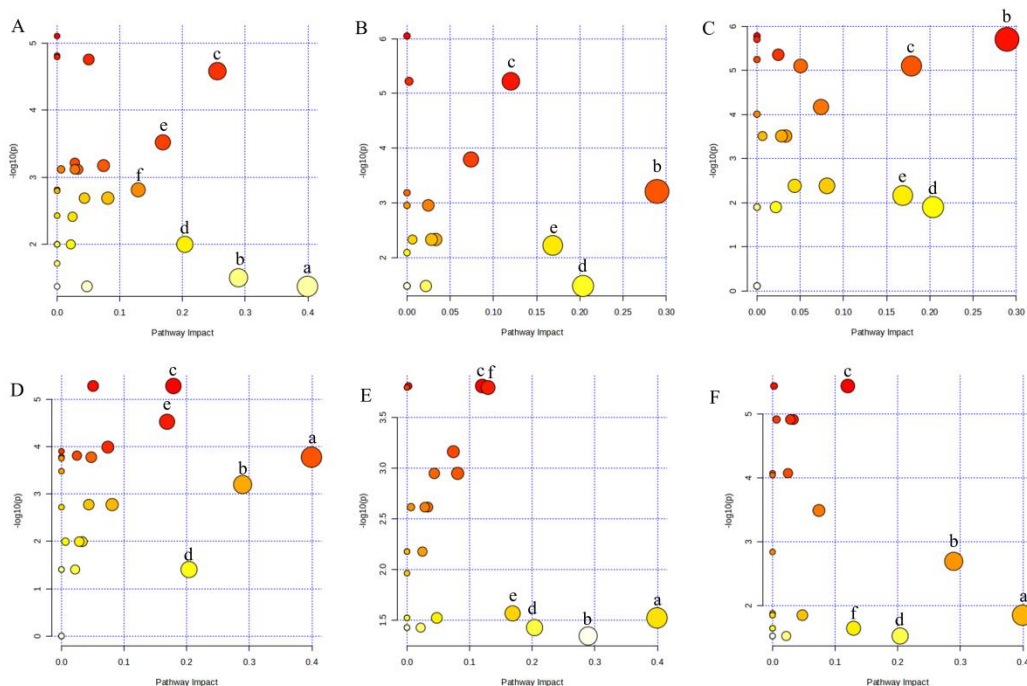 A
5
4
3
2
-log10(p)
c
e
f
d
b
a
0.0 0.1 0.2 0.3 0.4
Pathway Impact
B
6
5
4
3
2
-log10(p)
c
b
e
d
0.00 0.05 0.10 0.15 0.20 0.25 0.30
Pathway Impact
C
6
5
4
3
2
1
0
-log10(p)
b
c
e
d
0.00 0.05 0.10 0.15 0.20 0.25 0.30
Pathway Impact
D
5
4
3
2
1
0
-log10(p)
c
e
a
b
d
0.0 0.1 0.2 0.3 0.4
Pathway Impact
E
3.5
3.0
2.5
2.0
1.5
-log10(p)
c f
e
d
b
a
0.0 0.1 0.2 0.3 0.4
Pathway Impact
F
5
4
3
2
-log10(p)
c
b
a
f
d
0.0 0.1 0.2 0.3 0.4
Pathway Impact